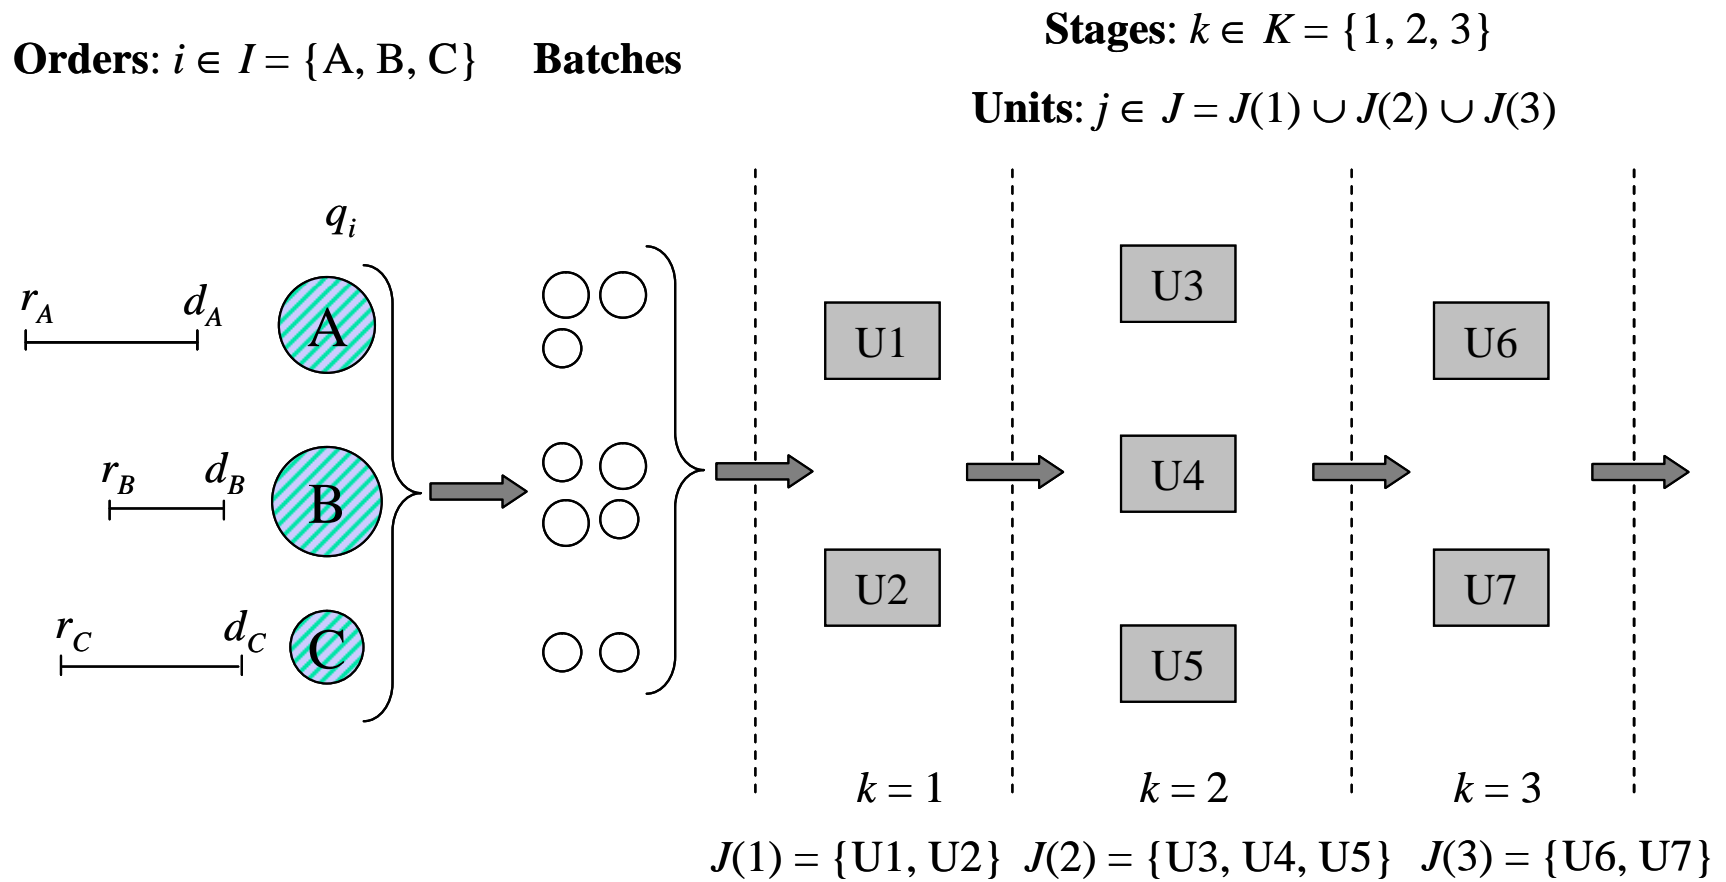 Orders: i ∈ I = {A, B, C}
Batches
Stages: k ∈ K = {1, 2, 3}
Units: j ∈ J = J(1) ∪ J(2) ∪ J(3)
q_i
r_A
d_A
A
r_B
d_B
B
r_C
d_C
C
U1
U2
U3
U4
U5
U6
U7
k = 1
k = 2
k = 3
J(1) = {U1, U2}
J(2) = {U3, U4, U5}
J(3) = {U6, U7}